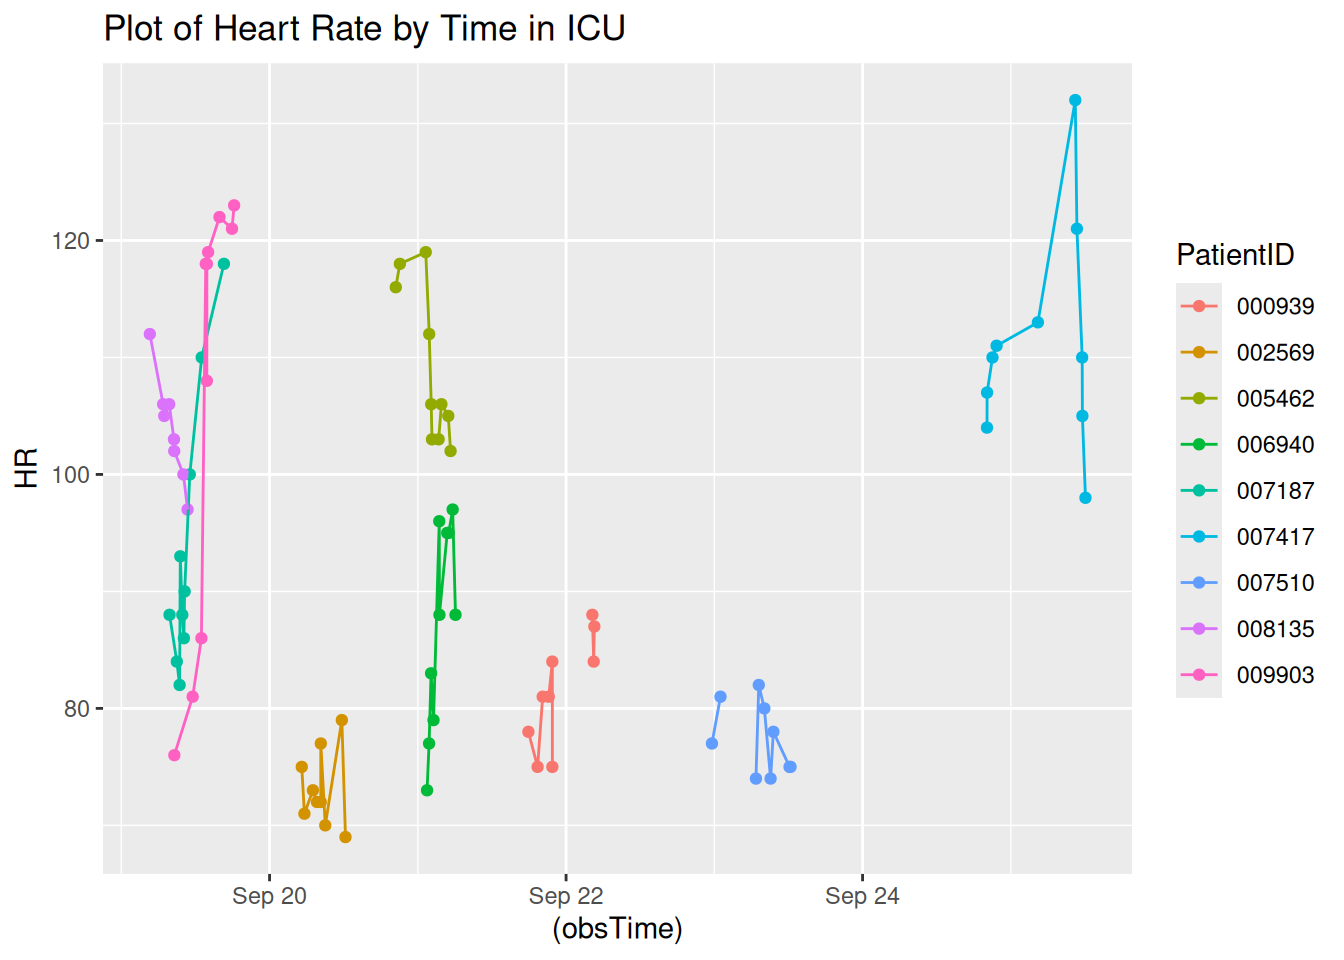 Plot of Heart Rate by Time in ICU
HR
120
100
80
Sep 20
Sep 22
Sep 24
(obsTime)
PatientID
000939
002569
005462
006940
007187
007417
007510
008135
009903